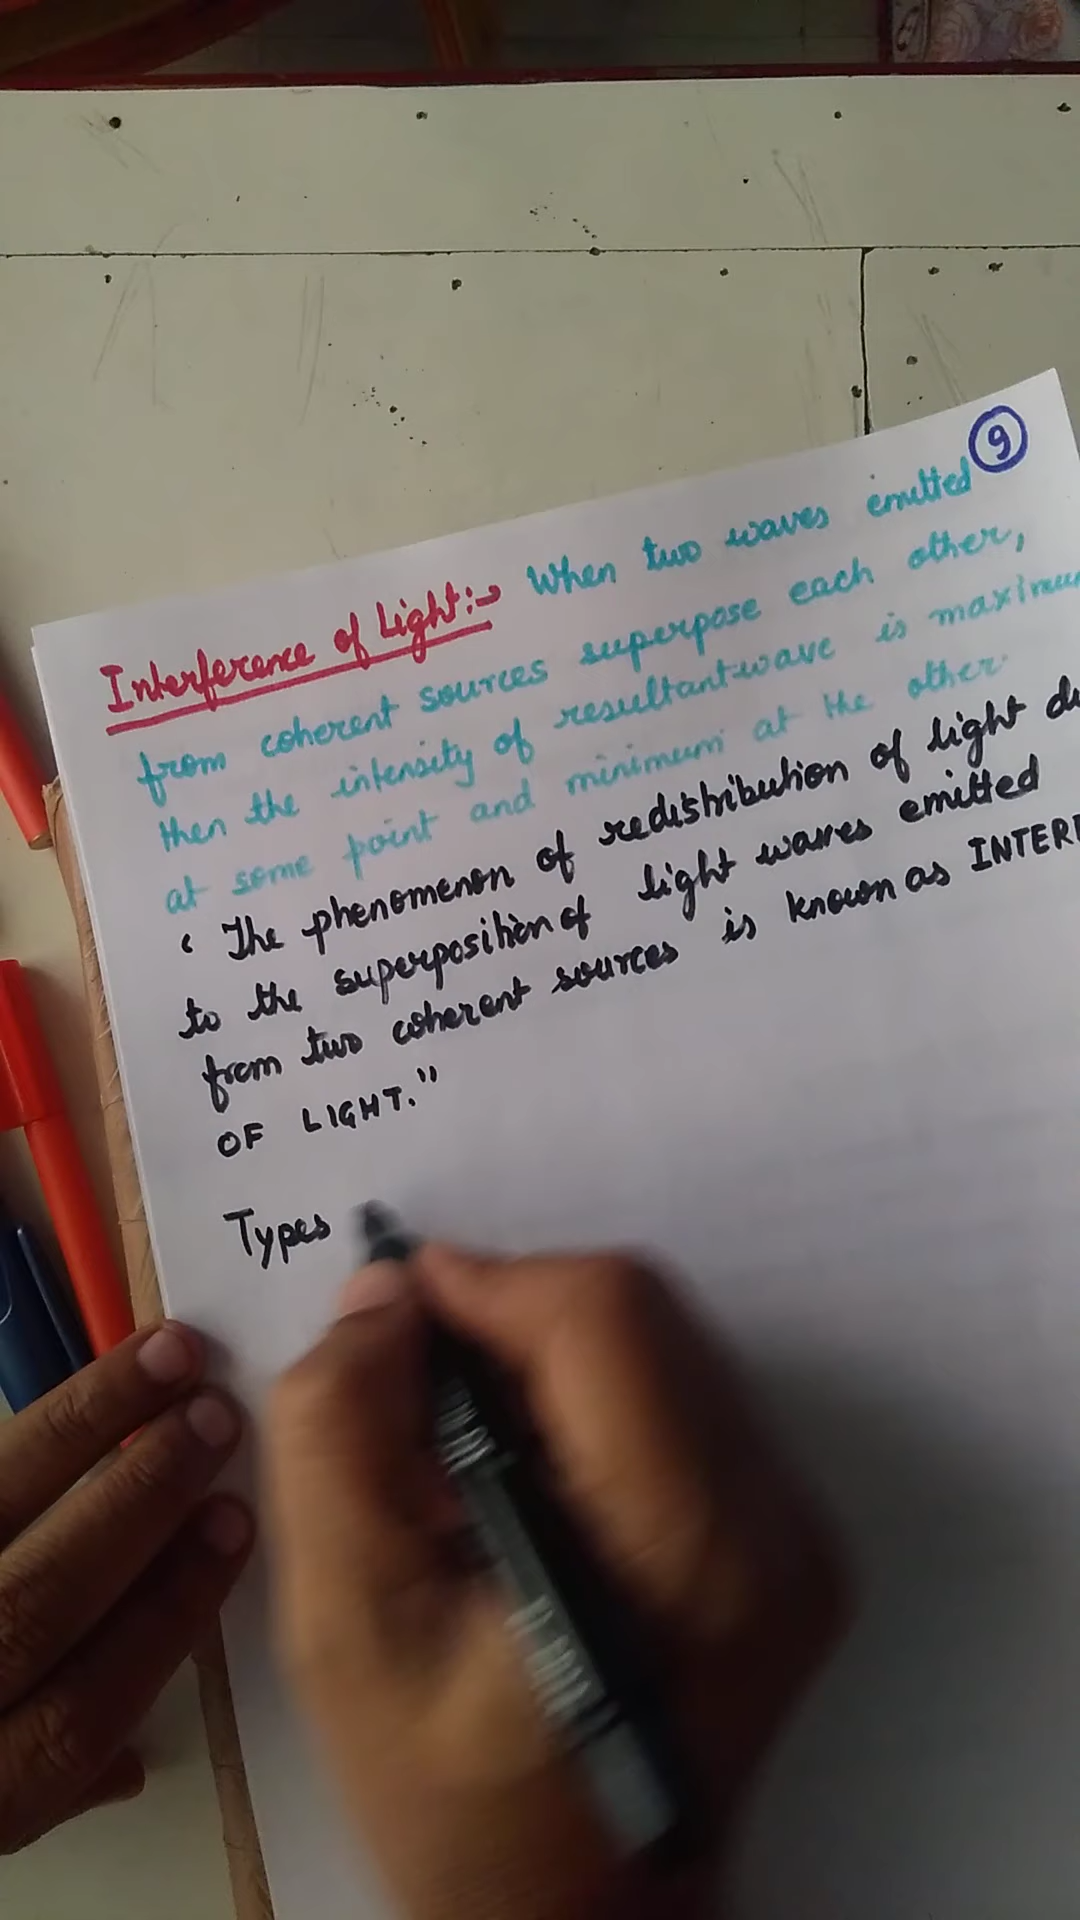 9
Interference of Light:→ When two waves emitted
from coherent sources superpose each other,
then the intensity of resultant wave is maximum
at some point and minimum at the other
‘ The phenomenon of redistribution of light
to the superposition of light waves emitted
from two coherent sources is known as
OF LIGHT.”
Types